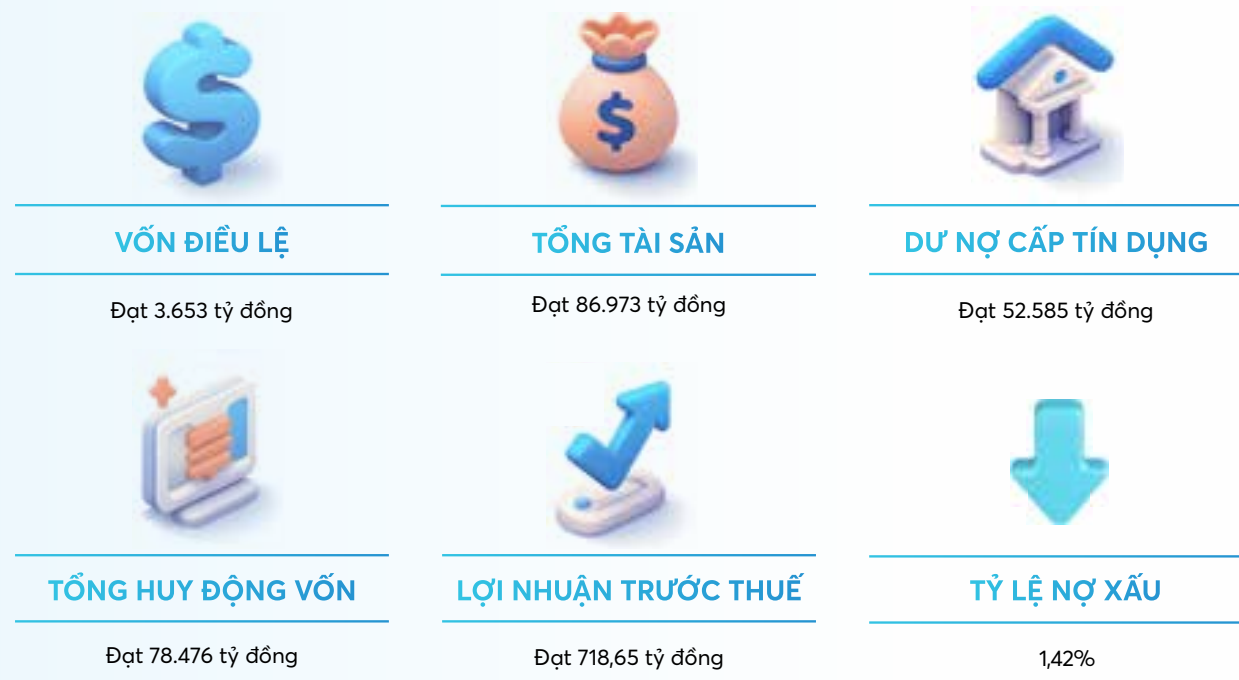 VỐN ĐIỀU LỆ
Đạt 3.653 tỷ đồng
TỔNG TÀI SẢN
Đạt 86.973 tỷ đồng
DƯ NỢ CẤP TÍN DỤNG
Đạt 52.585 tỷ đồng
TỔNG HUY ĐỘNG VỐN
Đạt 78.476 tỷ đồng
LỢI NHUẬN TRƯỚC THUẾ
Đạt 718,65 tỷ đồng
TỶ LỆ NỢ XẤU
1,42%